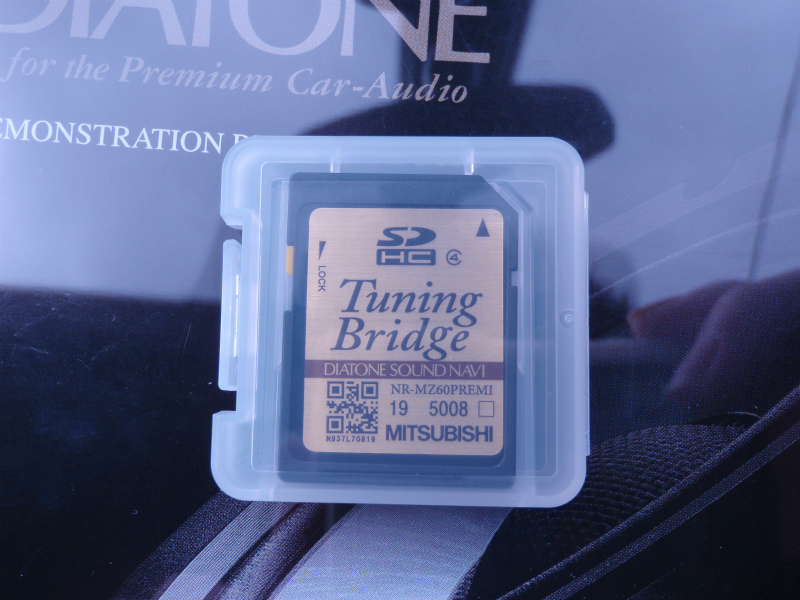 DIATONE
for the Premium Car-Audio
EMONSTRATION
SD
HC ④
LOCK
Tuning
Bridge
DIATONE SOUND NAVI
NR-MZ60PREMI
19 5008 □
N937L70819
MITSUBISHI